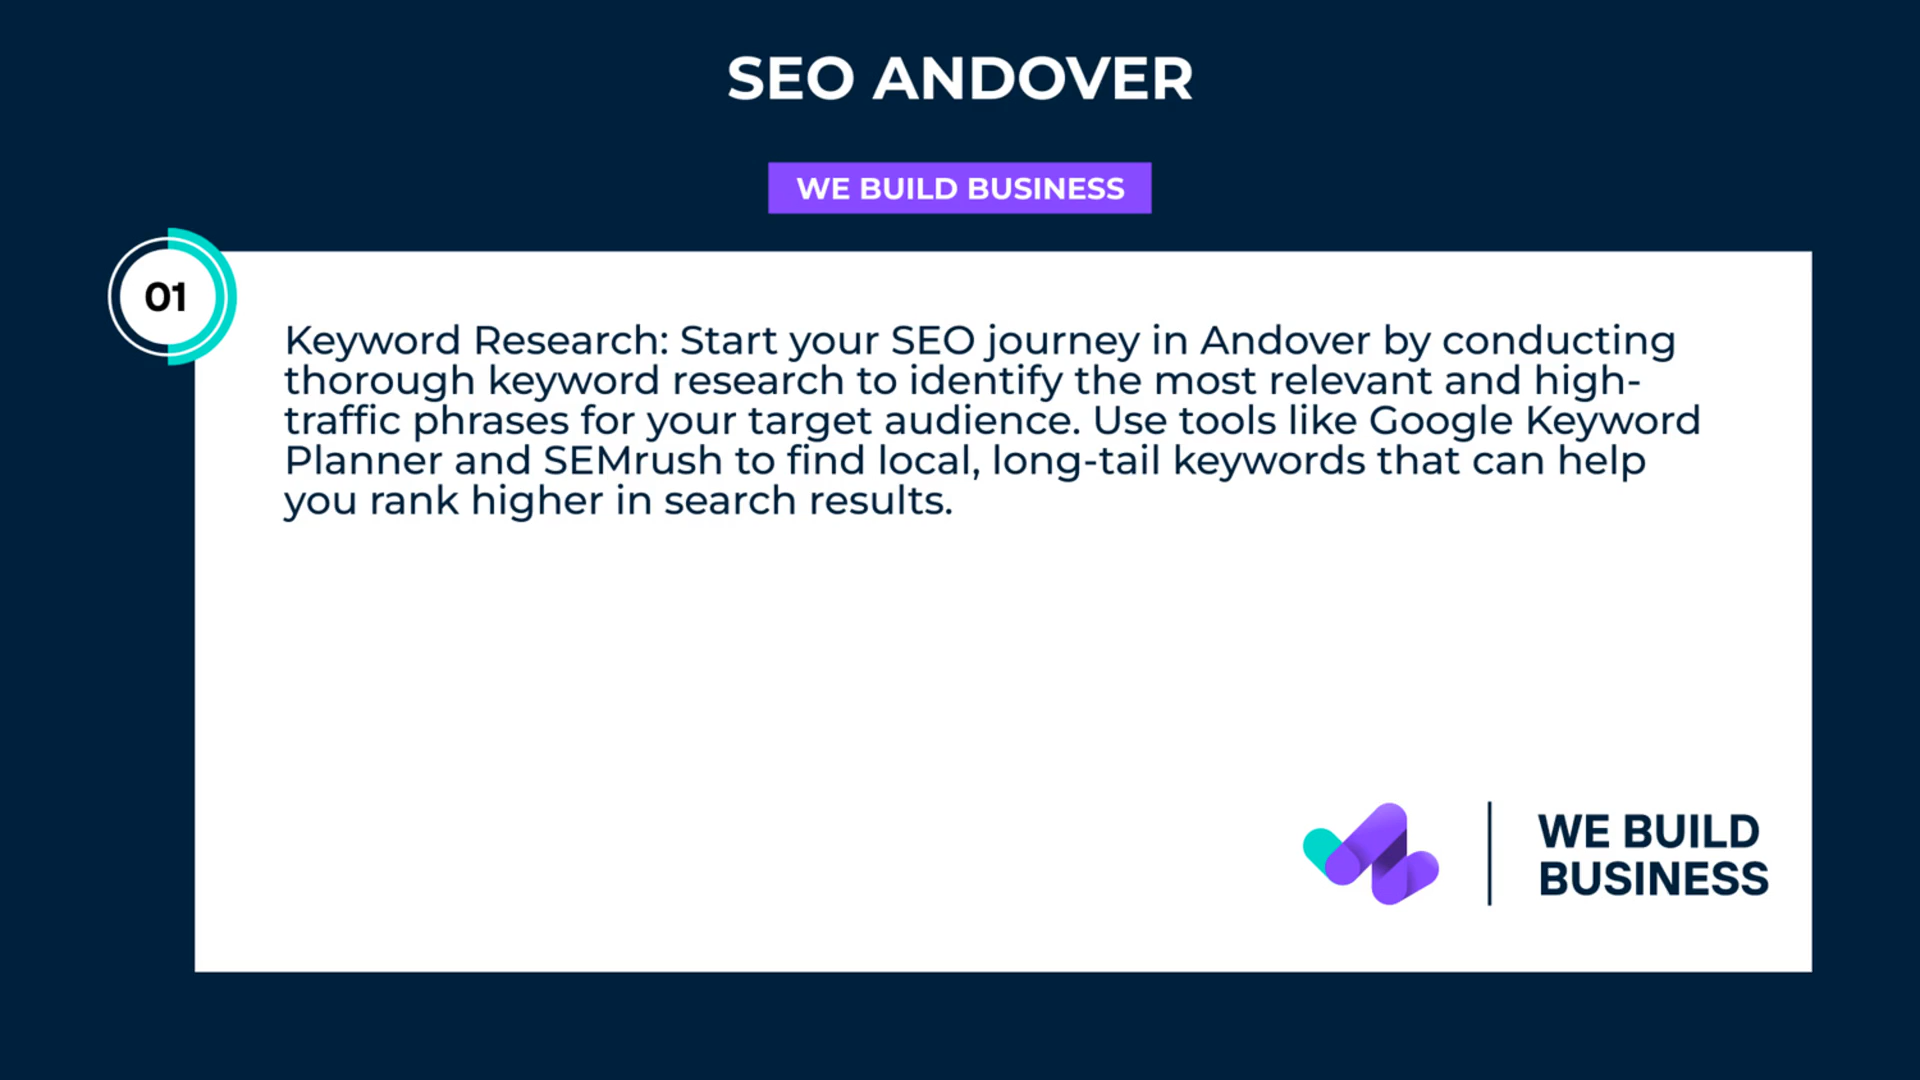 SEO ANDOVER
WE BUILD BUSINESS
01
Keyword Research: Start your SEO journey in Andover by conducting
thorough keyword research to identify the most relevant and high-
traffic phrases for your target audience. Use tools like Google Keyword
Planner and SEMrush to find local, long-tail keywords that can help
you rank higher in search results.
WE BUILD
BUSINESS